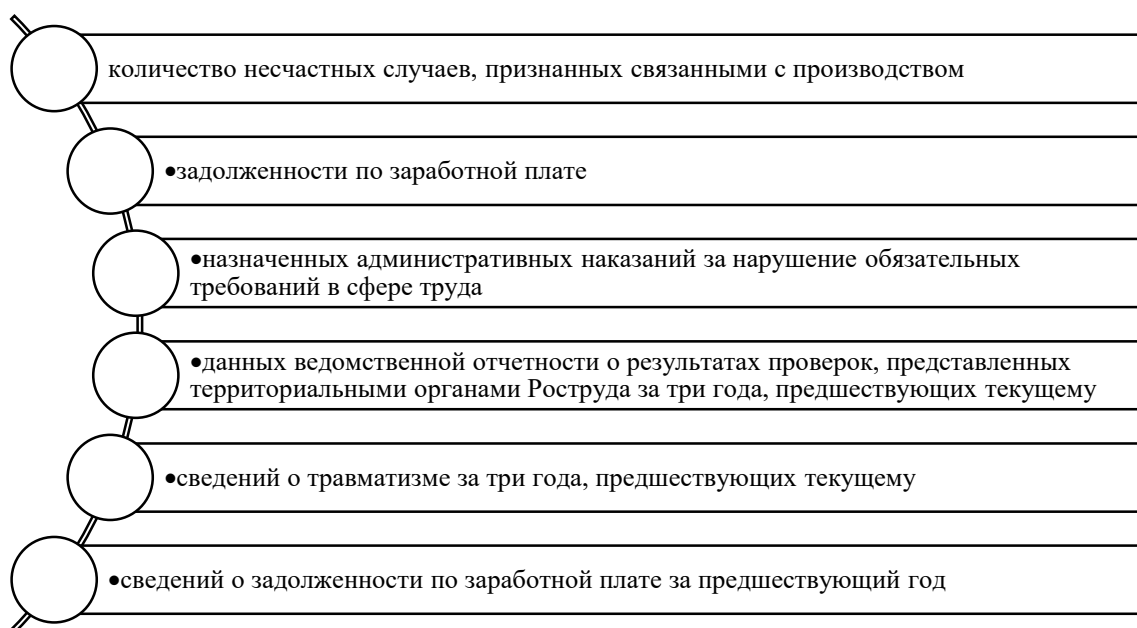 количество несчастных случаев, признанных связанными с производством
•задолженности по заработной плате
•назначенных административных наказаний за нарушение обязательных
требований в сфере труда
•данных ведомственной отчетности о результатах проверок, представленных
территориальными органами Роструда за три года, предшествующих текущему
•сведений о травматизме за три года, предшествующих текущему
•сведений о задолженности по заработной плате за предшествующий год